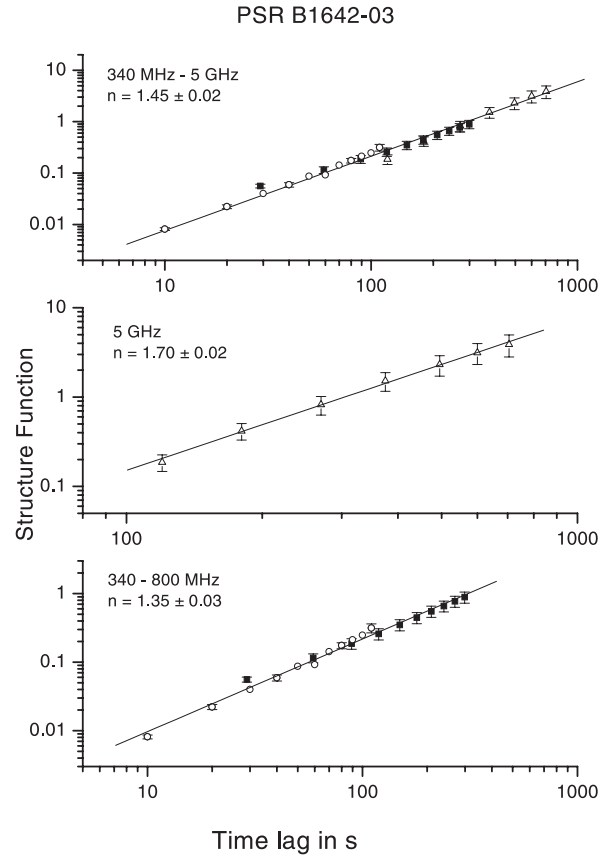 PSR B1642-03
340 MHz - 5 GHz
n = 1.45 ± 0.02
10
1
0.1
0.01
10
100
1000
5 GHz
n = 1.70 ± 0.02
10
1
0.1
100
1000
340 - 800 MHz
n = 1.35 ± 0.03
1
0.1
0.01
10
100
1000
Structure Function
Time lag in s